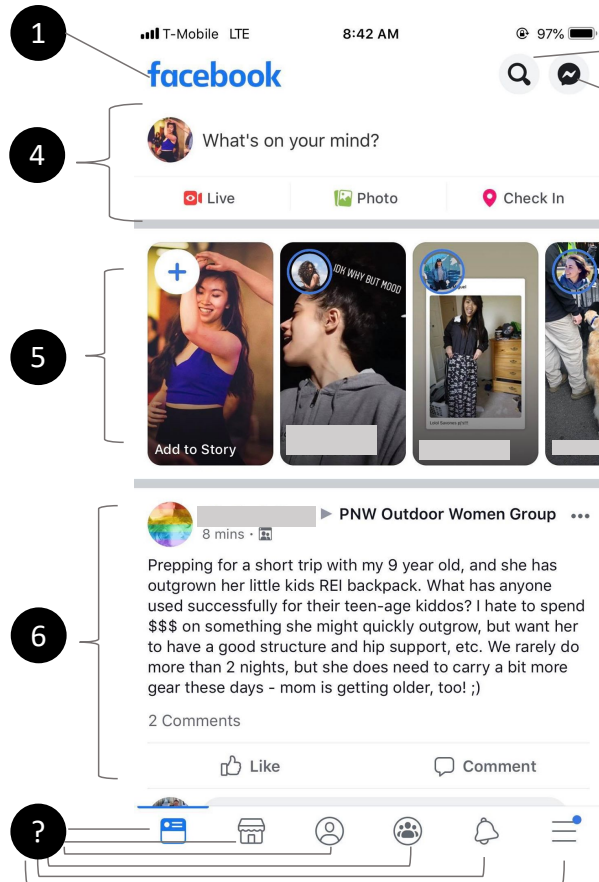 1
T-Mobile LTE
8:42 AM
97%
facebook
4
What's on your mind?
Live
Photo
Check In
5
IDK WHY BUT MOOD
Add to Story
6
PNW Outdoor Women Group
8 mins ·
Prepping for a short trip with my 9 year old, and she has
outgrown her little kids REI backpack. What has anyone
used successfully for their teen-age kiddos? I hate to spend
$$$ on something she might quickly outgrow, but want her
to have a good structure and hip support, etc. We rarely do
more than 2 nights, but she does need to carry a bit more
gear these days - mom is getting older, too! ;)
2 Comments
Like
Comment
?